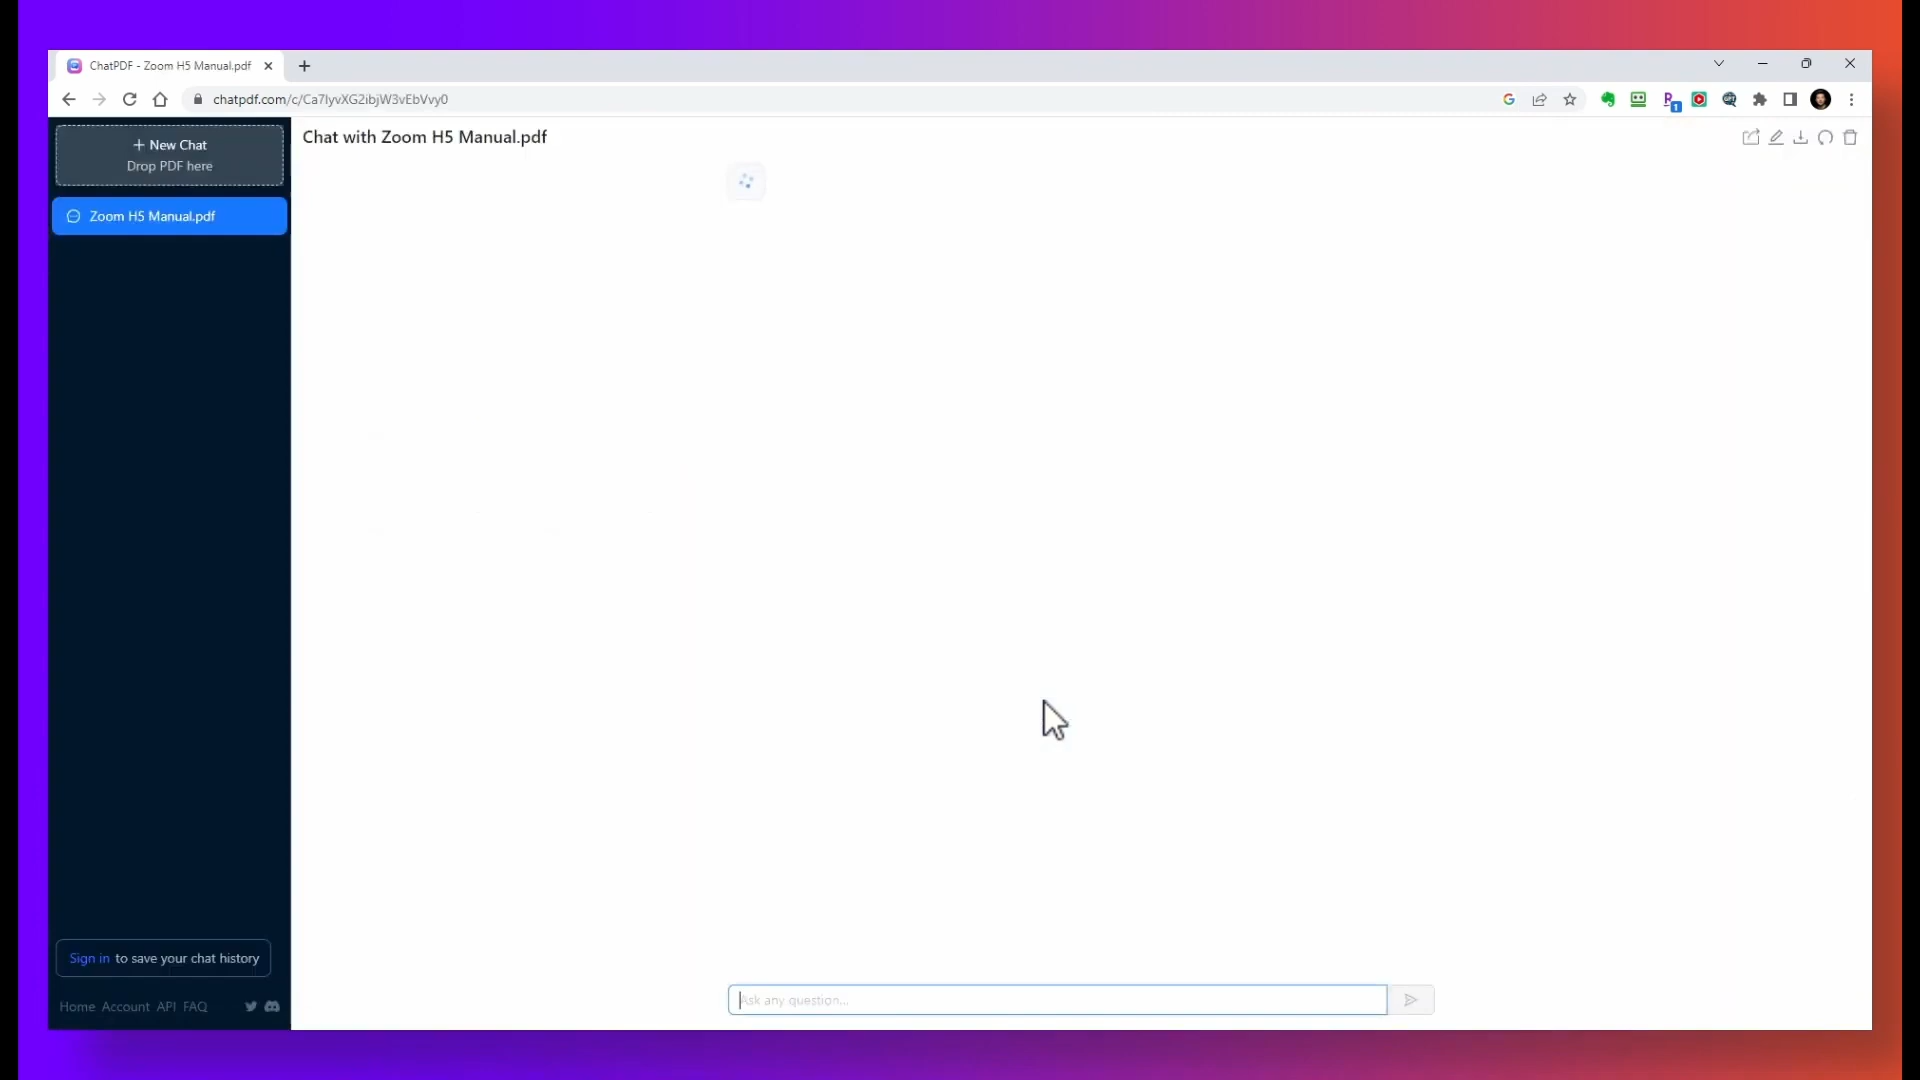 ChatPDF - Zoom H5 Manual.pdf
chatpdf.com/c/Ca7IyvXG2ibjW3vEbVvy0
+ New Chat
Drop PDF here
Chat with Zoom H5 Manual.pdf
Zoom H5 Manual.pdf
Sign in to save your chat history
Home Account API FAQ
Ask any question...